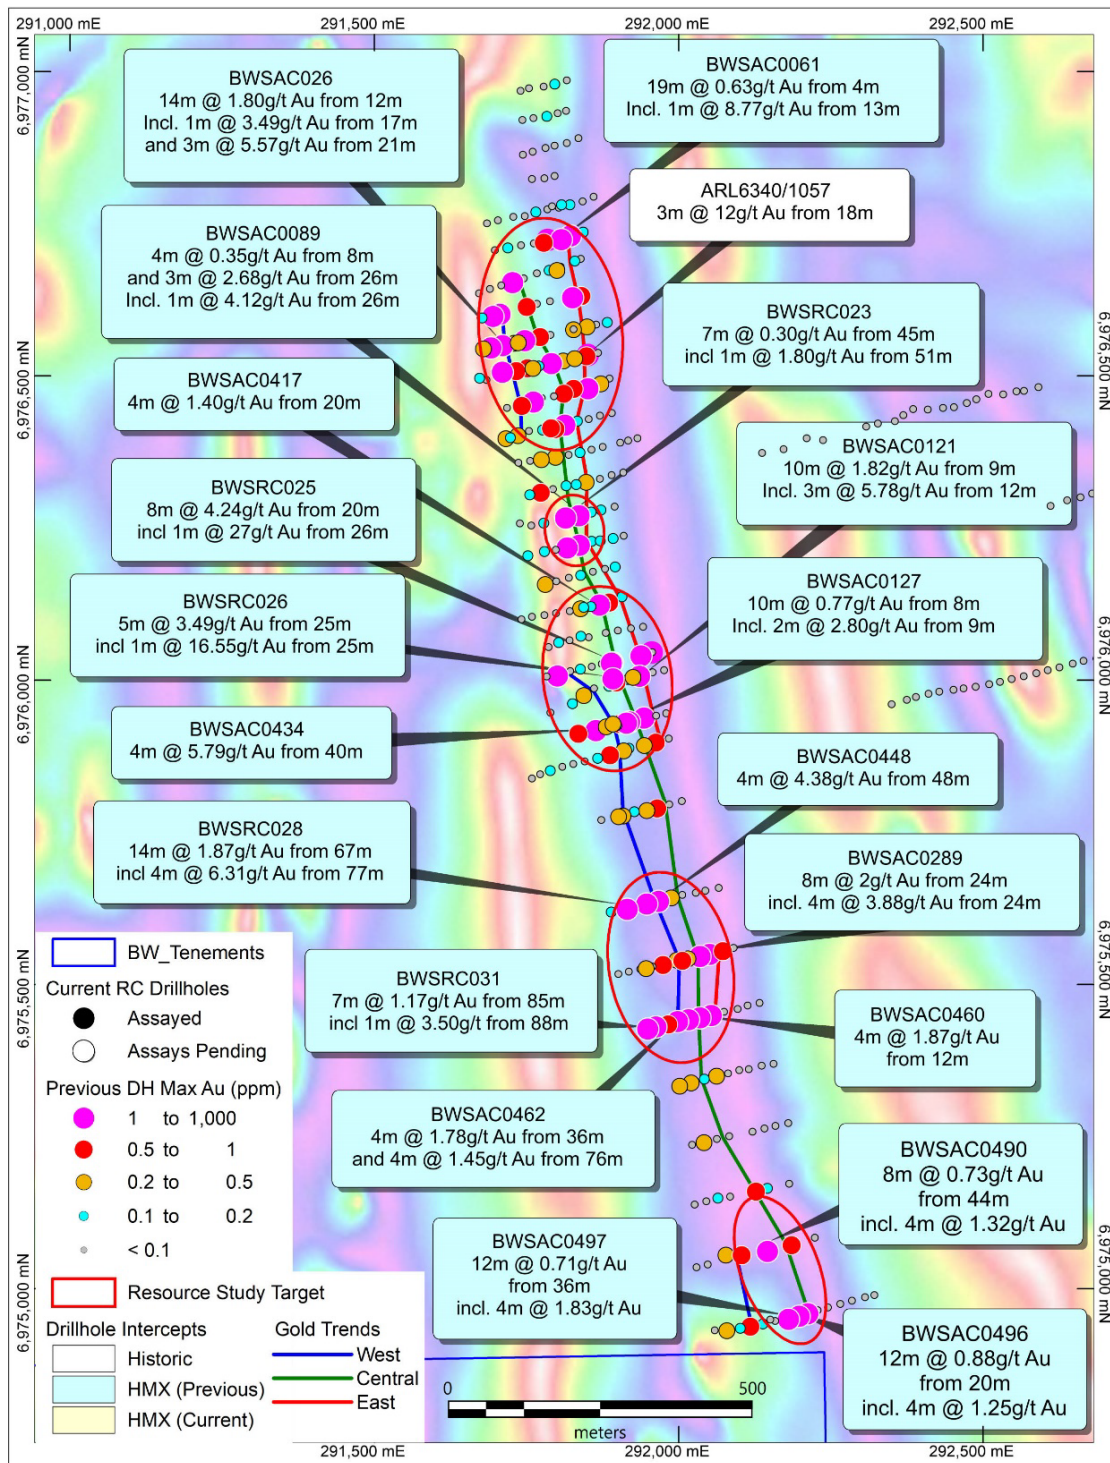 291,000 mE
291,500 mE
292,000 mE
292,500 mE
6,977,000 mN
6,976,500 mN
6,976,000 mN
6,975,500 mN
6,975,000 mN
BWSAC026
14m @ 1.80g/t Au from 12m
Incl. 1m @ 3.49g/t Au from 17m
and 3m @ 5.57g/t Au from 21m
BWSAC0061
19m @ 0.63g/t Au from 4m
Incl. 1m @ 8.77g/t Au from 13m
ARL6340/1057
3m @ 12g/t Au from 18m
BWSAC0089
4m @ 0.35g/t Au from 8m
and 3m @ 2.68g/t Au from 26m
Incl. 1m @ 4.12g/t Au from 26m
BWSRC023
7m @ 0.30g/t Au from 45m
incl 1m @ 1.80g/t Au from 51m
6,976,500 mN
BWSAC0417
4m @ 1.40g/t Au from 20m
BWSAC0121
10m @ 1.82g/t Au from 9m
Incl. 3m @ 5.78g/t Au from 12m
BWSRC025
8m @ 4.24g/t Au from 20m
incl 1m @ 27g/t Au from 26m
BWSAC0127
10m @ 0.77g/t Au from 8m
Incl. 2m @ 2.80g/t Au from 9m
BWSRC026
5m @ 3.49g/t Au from 25m
incl 1m @ 16.55g/t Au from 25m
6,976,000 mN
BWSAC0434
4m @ 5.79g/t Au from 40m
BWSAC0448
4m @ 4.38g/t Au from 48m
BWSRC028
14m @ 1.87g/t Au from 67m
incl 4m @ 6.31g/t Au from 77m
BWSAC0289
8m @ 2g/t Au from 24m
incl. 4m @ 3.88g/t Au from 24m
BWSRC031
7m @ 1.17g/t Au from 85m
incl 1m @ 3.50g/t from 88m
6,975,500 mN
BWSAC0460
4m @ 1.87g/t Au
from 12m
BWSAC0462
4m @ 1.78g/t Au from 36m
and 4m @ 1.45g/t Au from 76m
BWSAC0490
8m @ 0.73g/t Au
from 44m
incl. 4m @ 1.32g/t Au
BWSAC0497
12m @ 0.71g/t Au
from 36m
incl. 4m @ 1.83g/t Au
6,975,000 mN
BWSAC0496
12m @ 0.88g/t Au
from 20m
incl. 4m @ 1.25g/t Au
BW_Tenements
Current RC Drillholes
Assayed
Assays Pending
Previous DH Max Au (ppm)
1 to 1,000
0.5 to 1
0.2 to 0.5
0.1 to 0.2
< 0.1
Resource Study Target
Drillhole Intercepts
Historic
HMX (Previous)
HMX (Current)
Gold Trends
West
Central
East
0 500
meters
291,500 mE
292,000 mE
292,500 mE